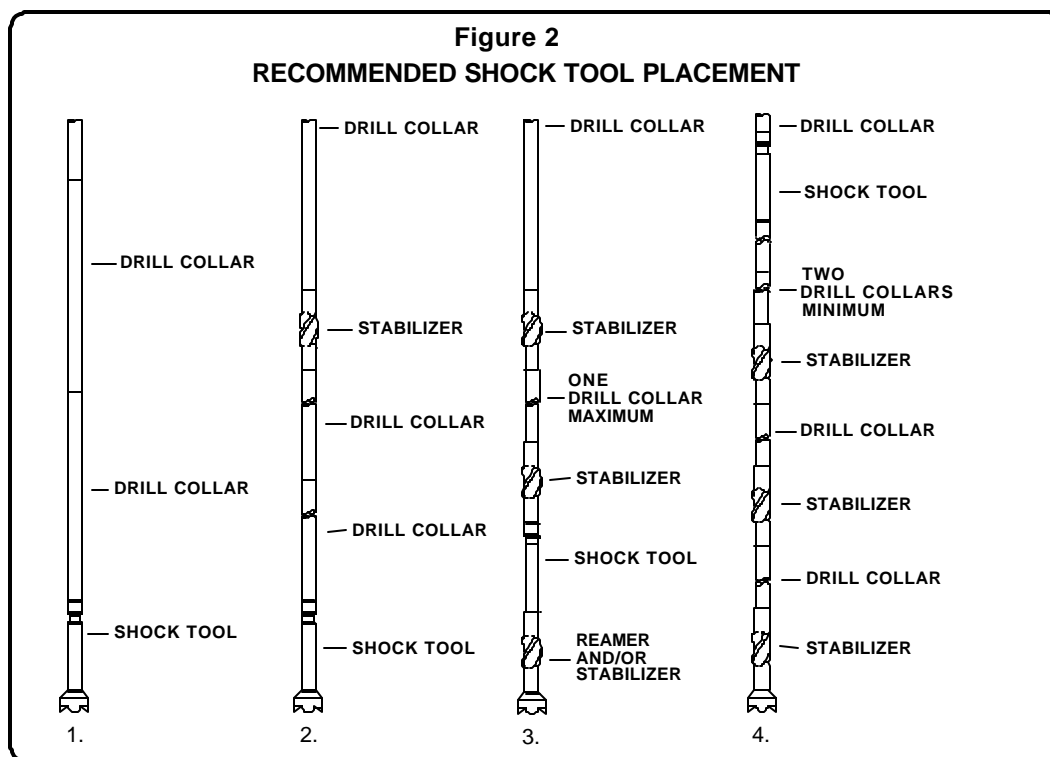 Figure 2
RECOMMENDED SHOCK TOOL PLACEMENT
DRILL COLLAR
DRILL COLLAR
SHOCK TOOL
1.
DRILL COLLAR
STABILIZER
DRILL COLLAR
DRILL COLLAR
SHOCK TOOL
2.
DRILL COLLAR
STABILIZER
ONE
DRILL COLLAR
MAXIMUM
STABILIZER
SHOCK TOOL
REAMER
AND/OR
STABILIZER
3.
DRILL COLLAR
SHOCK TOOL
TWO
DRILL COLLARS
MINIMUM
STABILIZER
DRILL COLLAR
STABILIZER
DRILL COLLAR
STABILIZER
4.